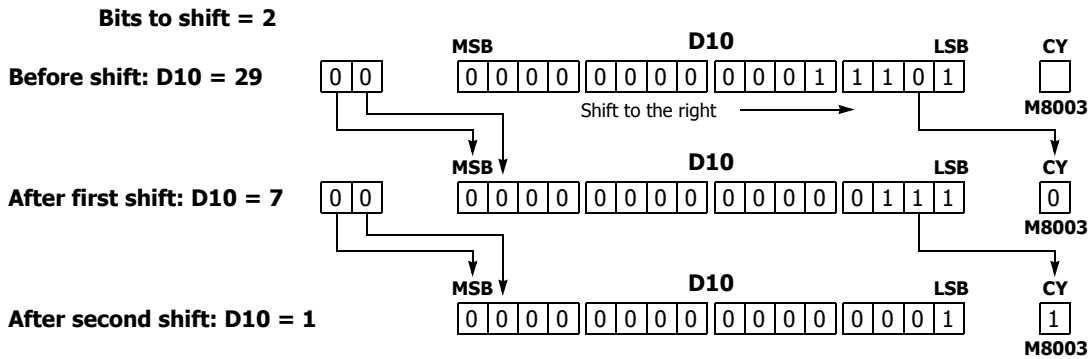 Bits to shift = 2
MSB D10 LSB CY
Before shift: D10 = 29 0 0 0 0 0 0 0 0 0 0 0 0 0 1 1 1 0 1
Shift to the right M8003
MSB D10 LSB CY
After first shift: D10 = 7 0 0 0 0 0 0 0 0 0 0 0 0 0 0 0 1 1 1 0
M8003
MSB D10 LSB CY
After second shift: D10 = 1 0 0 0 0 0 0 0 0 0 0 0 0 0 0 0 1 1
M8003